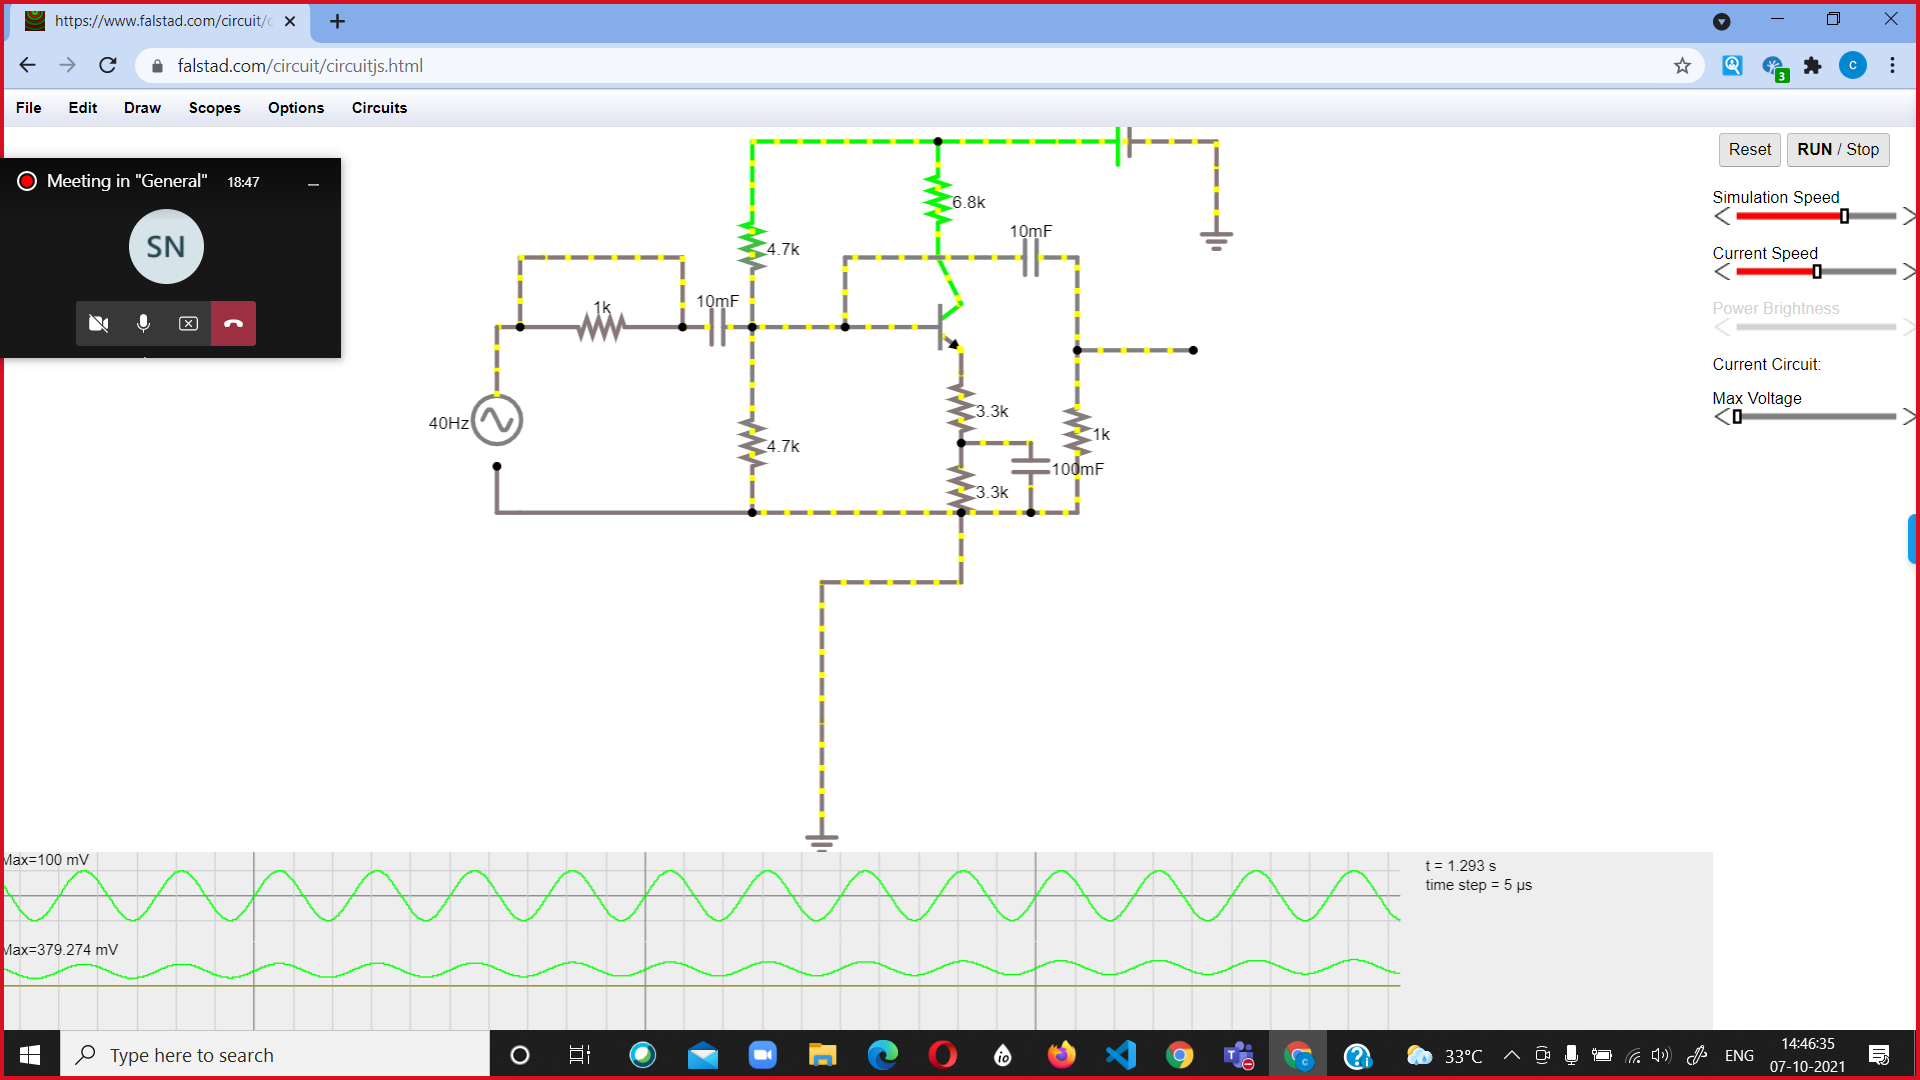 https://www.falstad.com/circuit/c
falstad.com/circuit/circuitjs.html
C
3
File Edit Draw Scopes Options Circuits
Meeting in "General" 18:47
SN
Reset RUN / Stop
Simulation Speed
Current Speed
Power Brightness
Current Circuit:
Max Voltage
6.8k
10mF
4.7k
1k
10mF
40Hz
3.3k
4.7k
1k
100mF
3.3k
Max=100 mV
t = 1.293 s
time step = 5 µs
Max=379.274 mV
Type here to search
io
33°C
ENG
14:46:35
07-10-2021